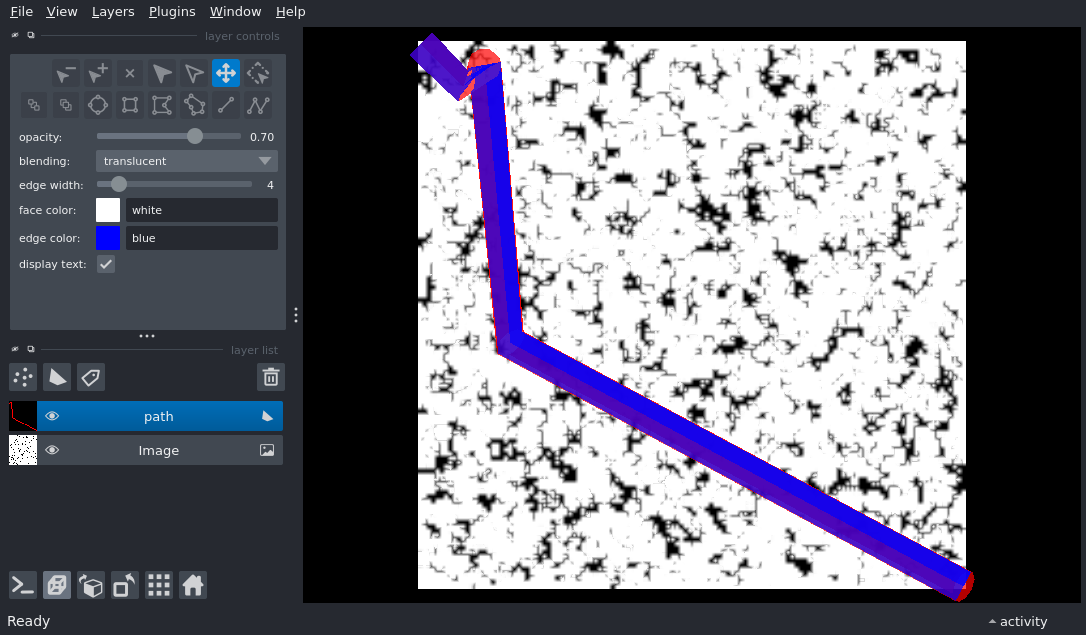 File View Layers Plugins Window Help
layer controls
opacity: 0.70
blending: translucent
edge width: 4
face color: white
edge color: blue
display text:
layer list
path
Image
Ready activity